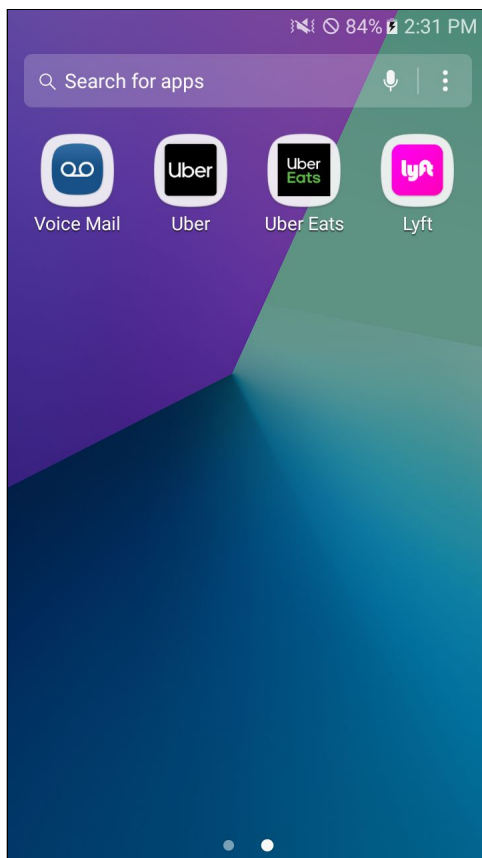 84% 2:31 PM
Search for apps
Uber
Uber
Eats
lyft
Voice Mail Uber Uber Eats Lyft